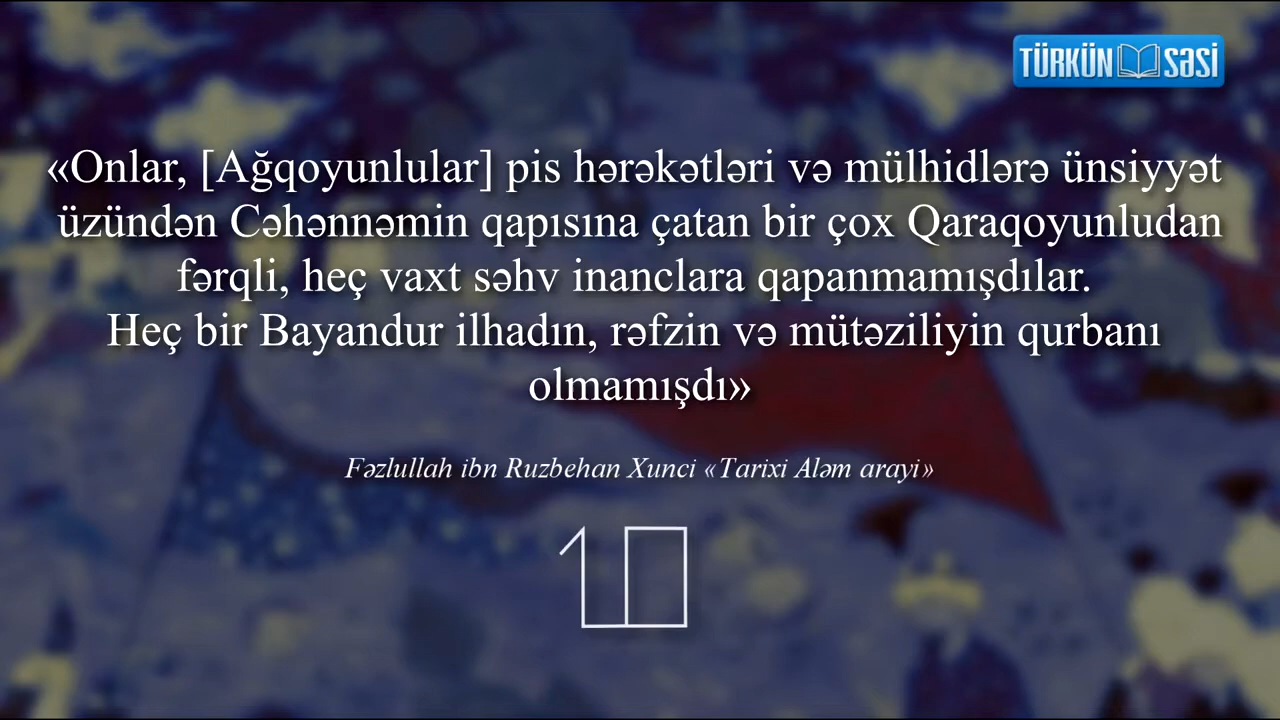 TÜRKÜN SƏSİ
«Onlar, [Ağqoyunlular] pis hərəkətləri və mülhidlərə ünsiyyət
üzündən Cəhənnəmin qapısına çatan bir çox Qaraqoyunludan
fərqli, heç vaxt səhv inanclara qapanmamışdılar.
Heç bir Bayandur ilhadın, rəfzin və mütəziliyin qurbanı
olmamışdı»
Fəzlullah ibn Ruzbehan Xunci «Tarixi Aləm arayi»
10